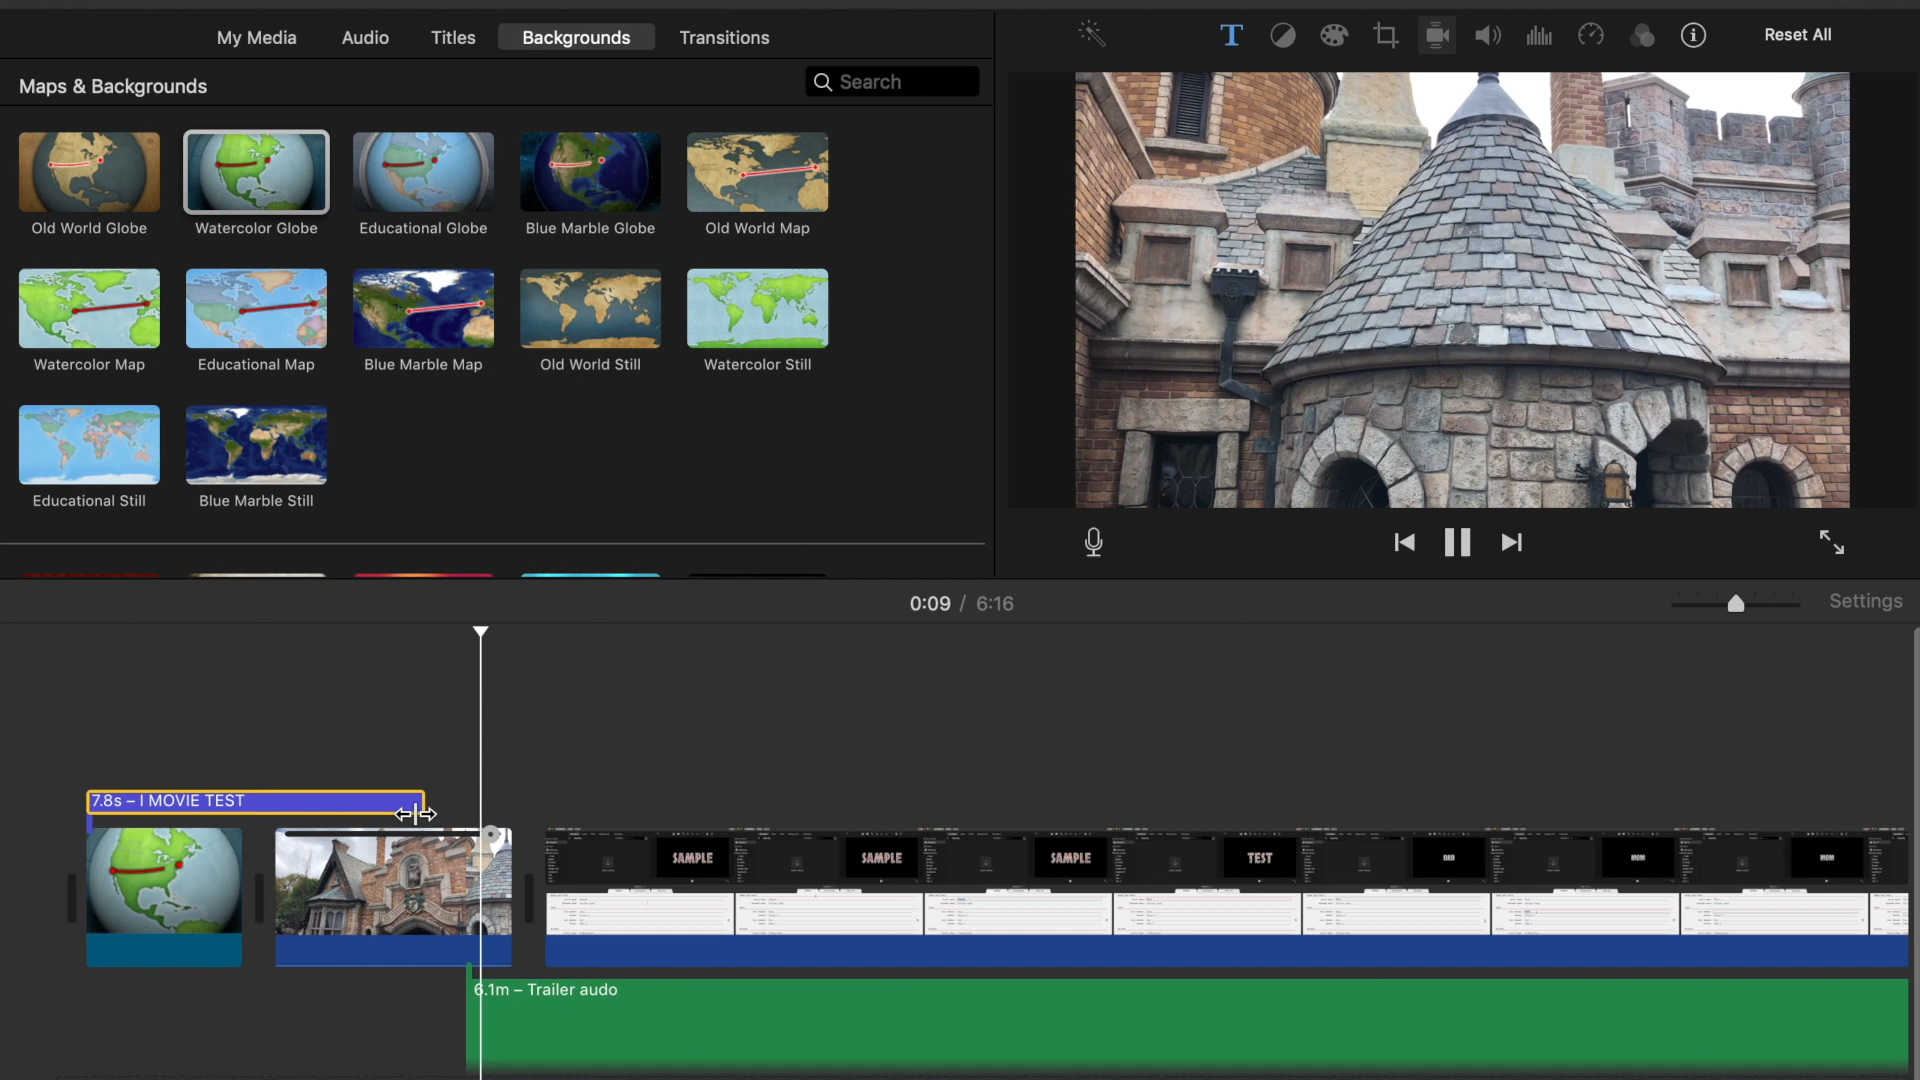 My Media Audio Titles Backgrounds Transitions
T Reset All
Maps & Backgrounds Search
Old World Globe Watercolor Globe Educational Globe Blue Marble Globe Old World Map
Watercolor Map Educational Map Blue Marble Map Old World Still Watercolor Still
Educational Still Blue Marble Still
0:09 / 6:16 Settings
7.8s – I MOVIE TEST
SAMPLE SAMPLE SAMPLE TEST DAD MOM MOM
6.1m – Trailer audo